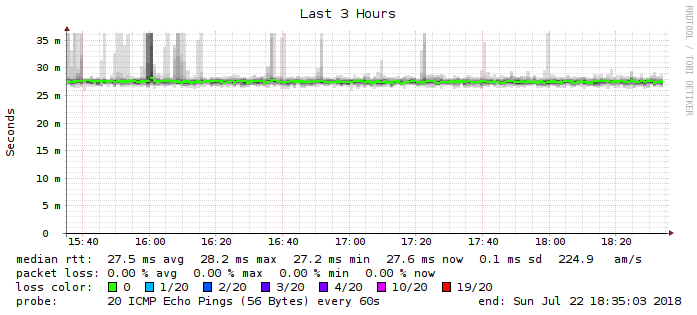 Last 3 Hours
RRDTOOL / TOBI OETIKER
Seconds
35 m
30 m
25 m
20 m
15 m
10 m
5 m
0
15:40 16:00 16:20 16:40 17:00 17:20 17:40 18:00 18:20
median rtt: 27.5 ms avg 28.2 ms max 27.2 ms min 27.6 ms now 0.1 ms sd 224.9 am/s
packet loss: 0.00 % avg 0.00 % max 0.00 % min 0.00 % now
loss color: 0 1/20 2/20 3/20 4/20 10/20 19/20
probe: 20 ICMP Echo Pings (56 Bytes) every 60s end: Sun Jul 22 18:35:03 2018